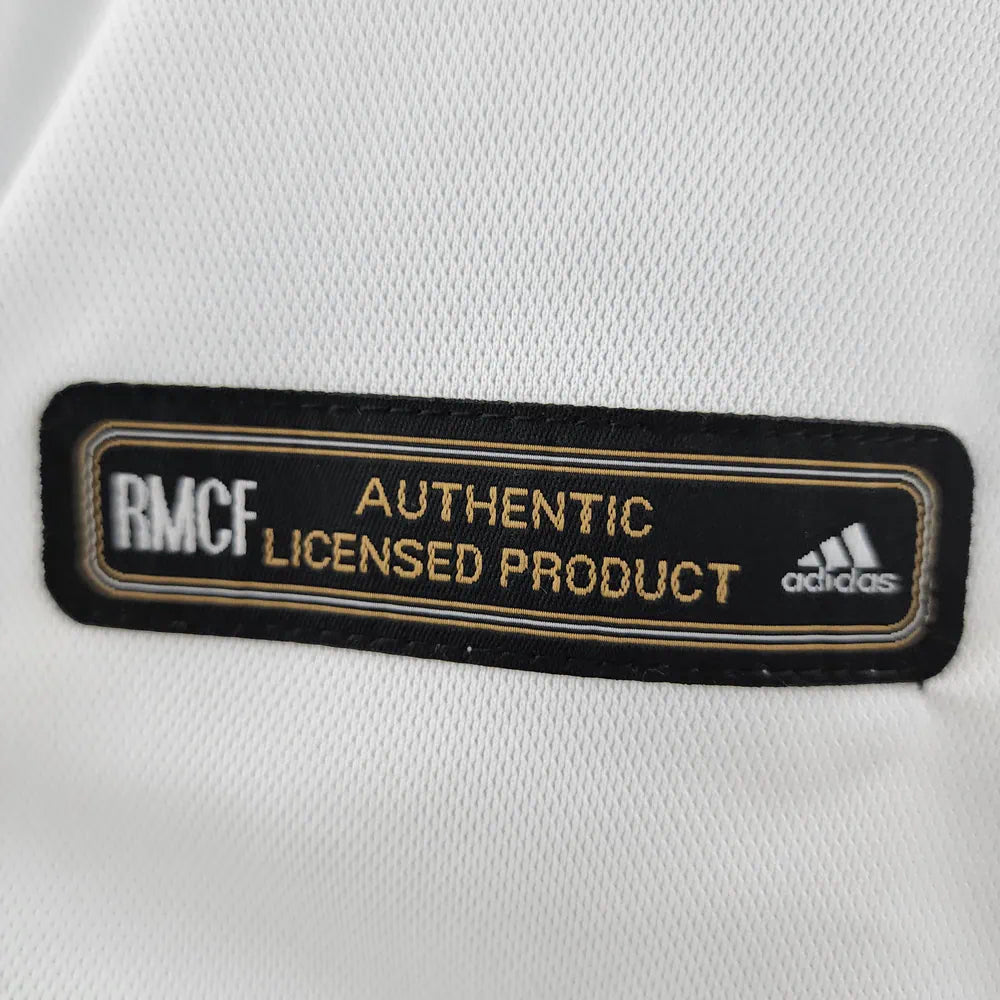 RMCF
AUTHENTIC
LICENSED PRODUCT
adidas